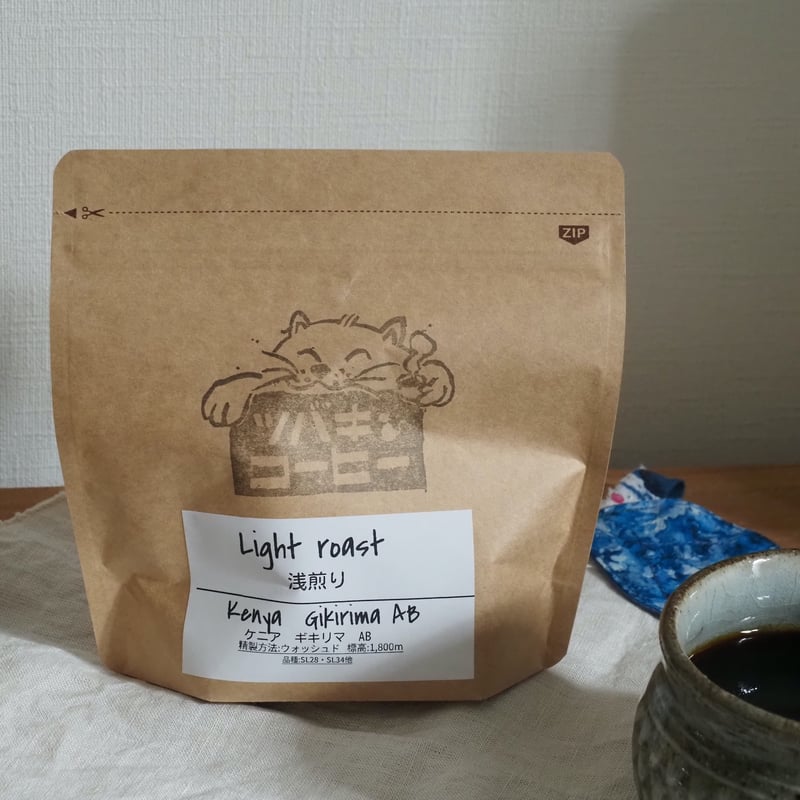 ZIP
ツバキ
コーヒー
Light roast
浅煎り
Kenya Gikirima AB
ケニア ギキリマ AB
精製方法:ウォッシュド 標高:1,800m
品種:SL28・SL34他